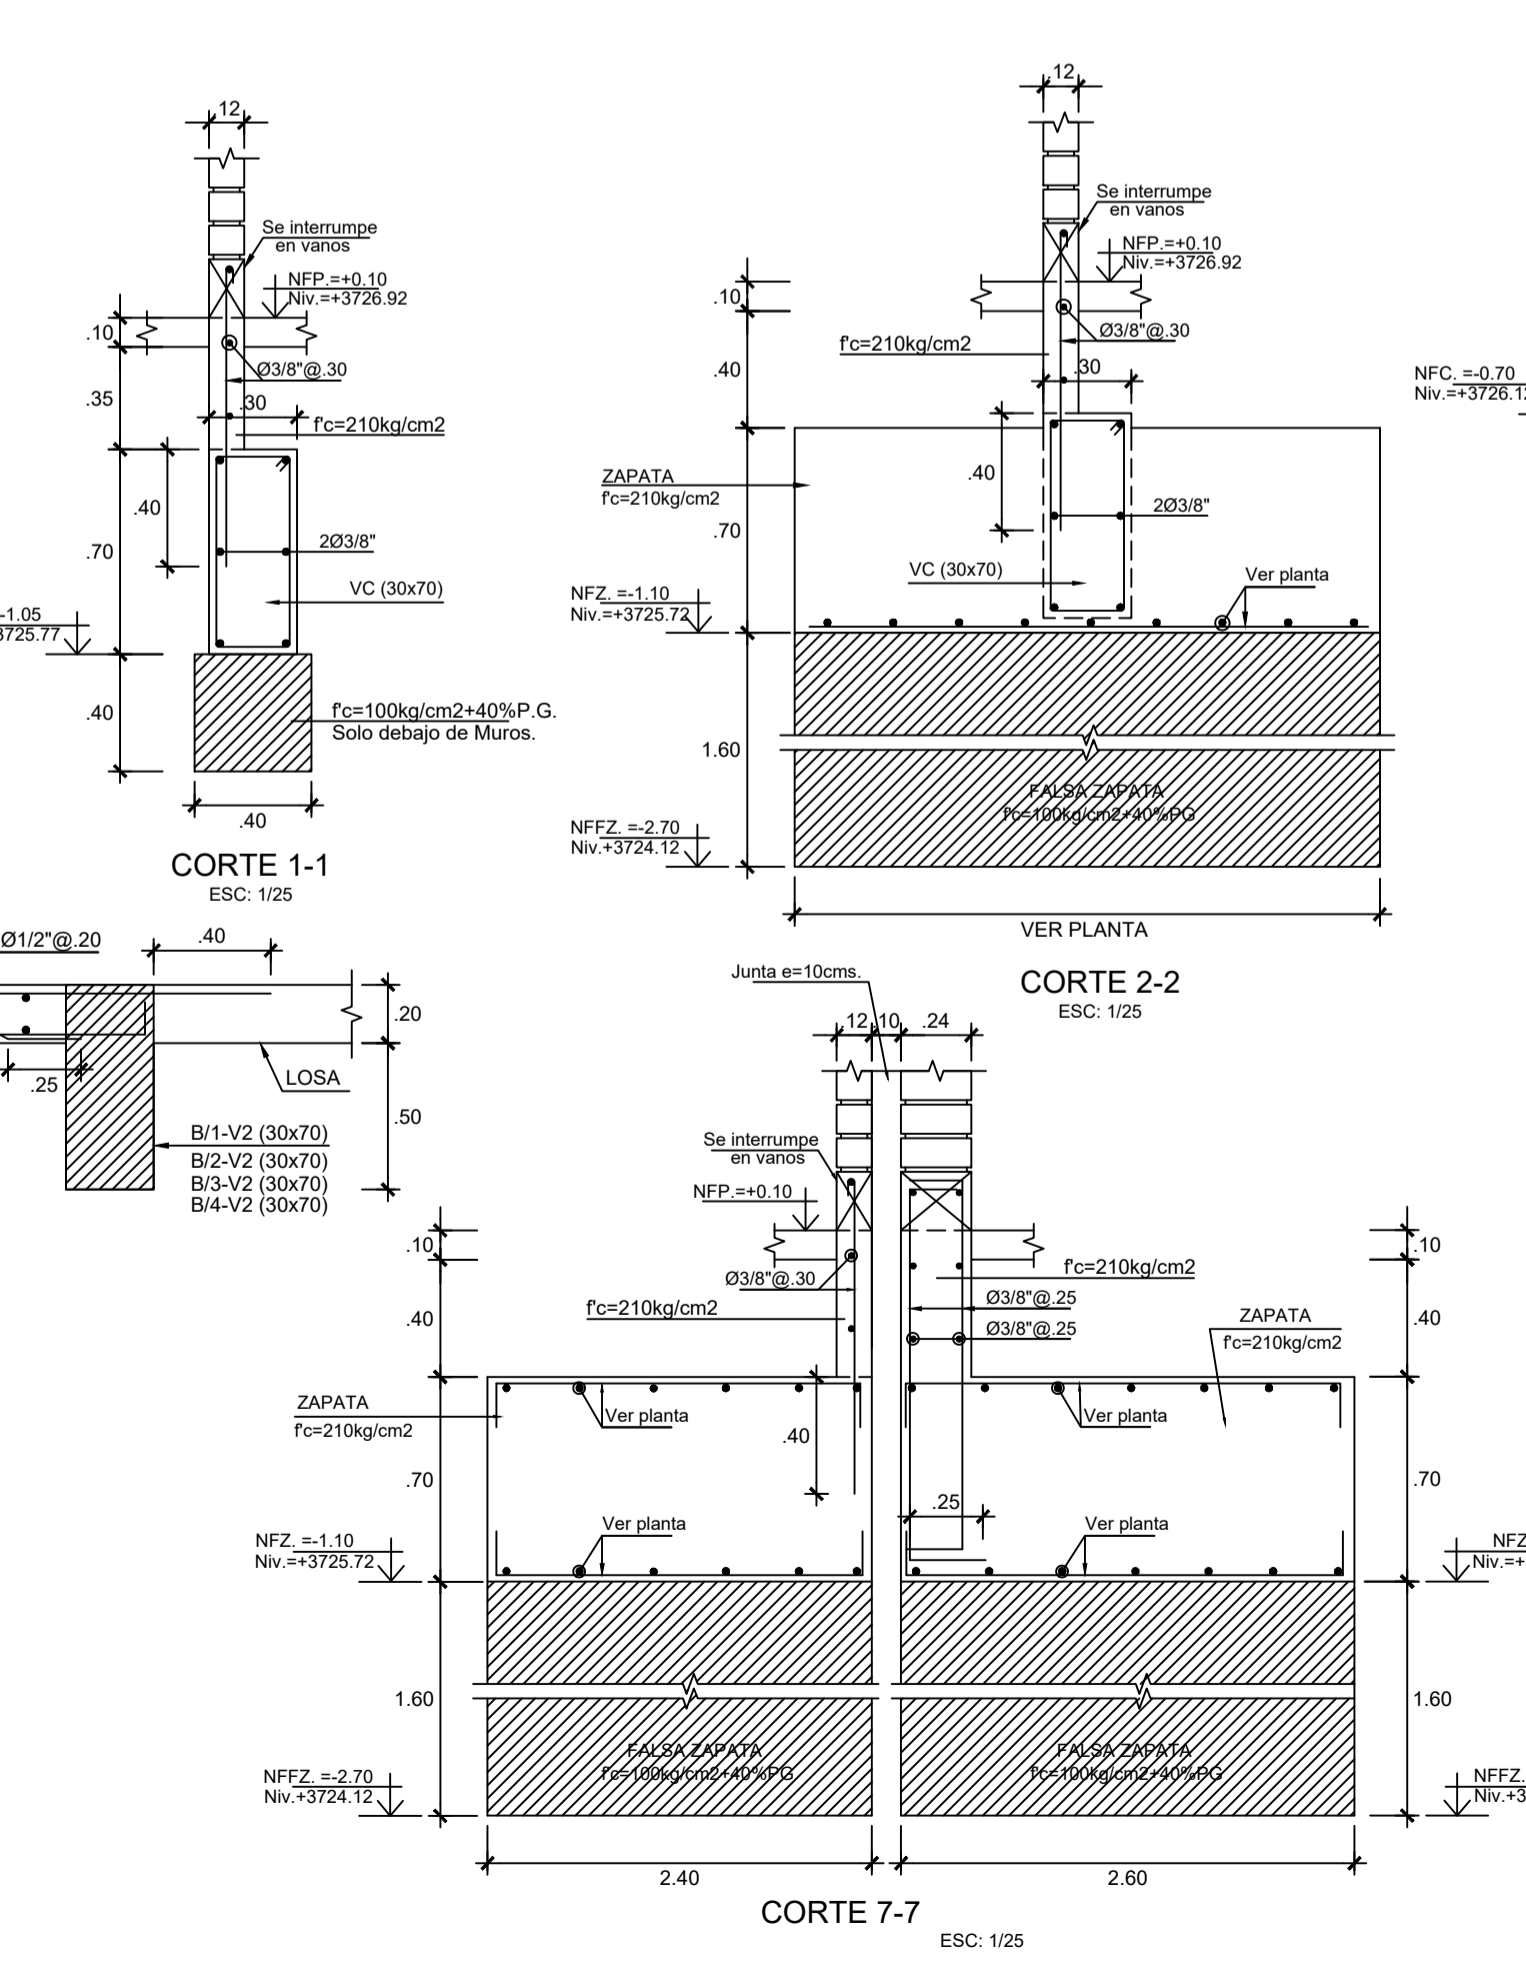 .12
Se interrumpe
en vanos
NFP.=+0.10
Niv.=+3726.92
.10
Ø3/8"@.30
.35
.30
f'c=210kg/cm2
.40
2Ø3/8"
.70
VC (30x70)
-1.05
3725.77
.40
f'c=100kg/cm2+40%P.G.
Solo debajo de Muros.
.40
CORTE 1-1
ESC: 1/25
.12
Se interrumpe
en vanos
NFP.=+0.10
Niv.=+3726.92
.10
Ø3/8"@.30
f'c=210kg/cm2
.40
.30
NFC. =-0.70
Niv.=+3726.12
ZAPATA
f'c=210kg/cm2
.40
2Ø3/8"
.70
VC (30x70)
Ver planta
NFZ. =-1.10
Niv.=+3725.72
1.60
FALSA ZAPATA
f'c=100kg/cm2+40%PG
NFFZ. =-2.70
Niv.+3724.12
VER PLANTA
CORTE 2-2
ESC: 1/25
Ø1/2"@.20
.40
.20
.25
LOSA
.50
B/1-V2 (30x70)
B/2-V2 (30x70)
B/3-V2 (30x70)
B/4-V2 (30x70)
Junta e=10cms.
.12 .10 .24
Se interrumpe
en vanos
NFP.=+0.10
.10
.10
f'c=210kg/cm2
Ø3/8"@.30
Ø3/8"@.25
f'c=210kg/cm2
.40
Ø3/8"@.25
ZAPATA
f'c=210kg/cm2
.40
ZAPATA
f'c=210kg/cm2
Ver planta
Ver planta
.40
.70
.70
.25
Ver planta
Ver planta
NFZ. =-1.10
Niv.=+3725.72
NFZ
Niv.=+
1.60
1.60
FALSA ZAPATA
f'c=100kg/cm2+40%PG
FALSA ZAPATA
f'c=100kg/cm2+40%PG
NFFZ. =-2.70
Niv.+3724.12
NFFZ.
Niv.+3
2.40
2.60
CORTE 7-7
ESC: 1/25